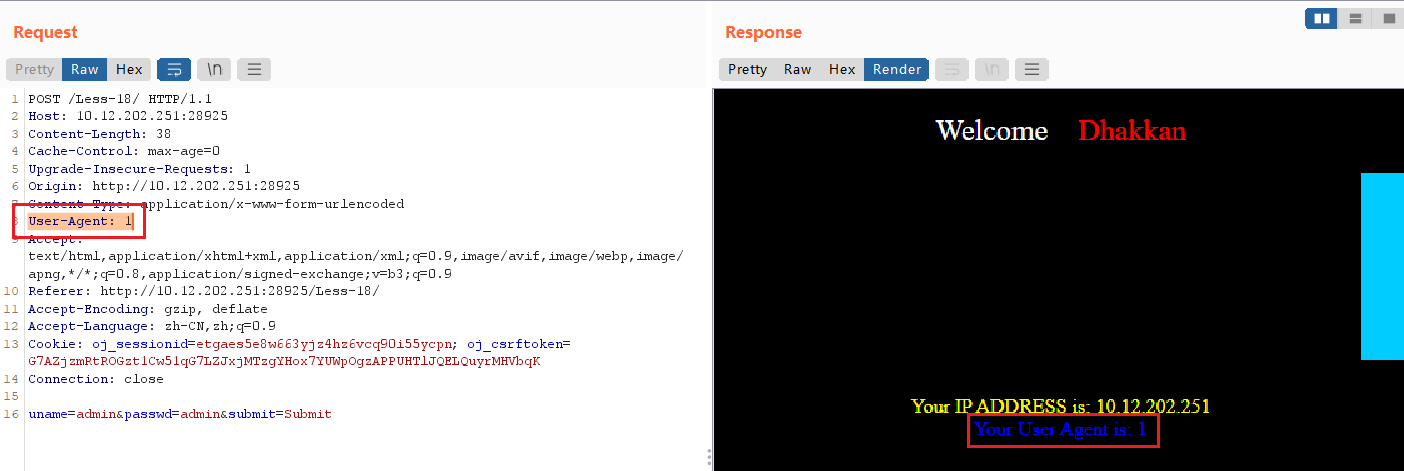 Request
Pretty Raw Hex \n
1 POST /Less-18/ HTTP/1.1
2 Host: 10.12.202.251:28925
3 Content-Length: 38
4 Cache-Control: max-age=0
5 Upgrade-Insecure-Requests: 1
6 Origin: http://10.12.202.251:28925
7 Content-Type: application/x-www-form-urlencoded
8 User-Agent: 1
9 Accept:
text/html,application/xhtml+xml,application/xml;q=0.9,image/avif,image/webp,image/
apng,*/*;q=0.8,application/signed-exchange;v=b3;q=0.9
10 Referer: http://10.12.202.251:28925/Less-18/
11 Accept-Encoding: gzip, deflate
12 Accept-Language: zh-CN,zh;q=0.9
13 Cookie: oj_sessionid=etgaes5e8w663yjz4hz6vcq90i55ycpn; oj_csrftoken=
G7AZjzmRtROGzt1Cw51qG7LZJxjMTzgYHox7YUWpOgzAPPUHTlJQELQuyrMHVbqK
14 Connection: close
15
16 uname=admin&passwd=admin&submit=Submit
Response
Pretty Raw Hex Render \n
Welcome Dhakkan
Your IP ADDRESS is: 10.12.202.251
Your User Agent is: 1